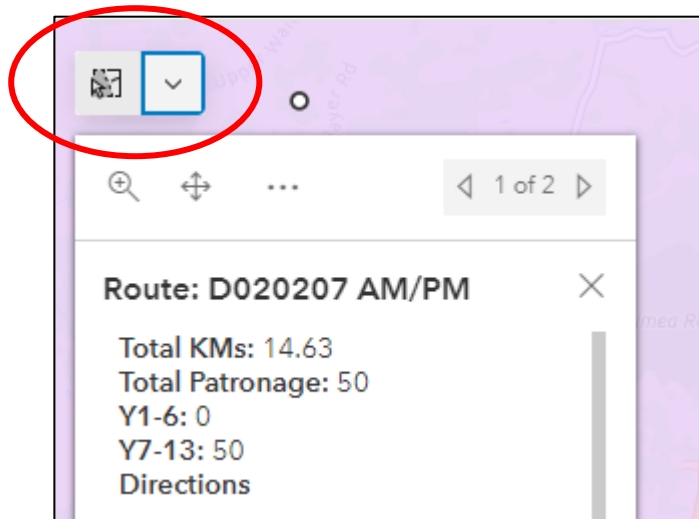 1 of 2
Route: D020207 AM/PM
Total KMs: 14.63
Total Patronage: 50
Y1-6: 0
Y7-13: 50
Directions